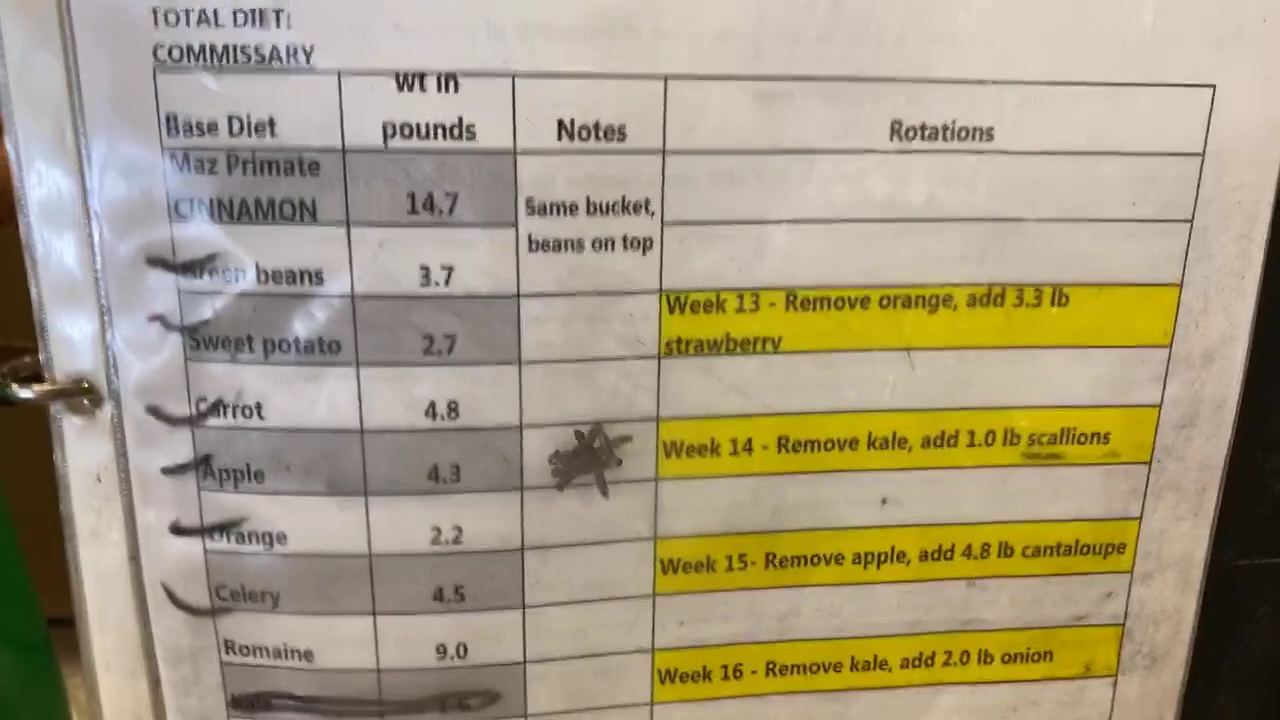 TOTAL DIET:
COMMISSARY
Base Diet
wt in
pounds
Notes
Rotations
Maz Primate
CINNAMON
14.7
Same bucket,
beans on top
Green beans
3.7
Week 13 - Remove orange, add 3.3 lb
strawberry
Sweet potato
2.7
Carrot
4.8
Week 14 - Remove kale, add 1.0 lb scallions
Apple
4.3
Orange
2.2
Week 15- Remove apple, add 4.8 lb cantaloupe
Celery
4.5
Romaine
9.0
Week 16 - Remove kale, add 2.0 lb onion